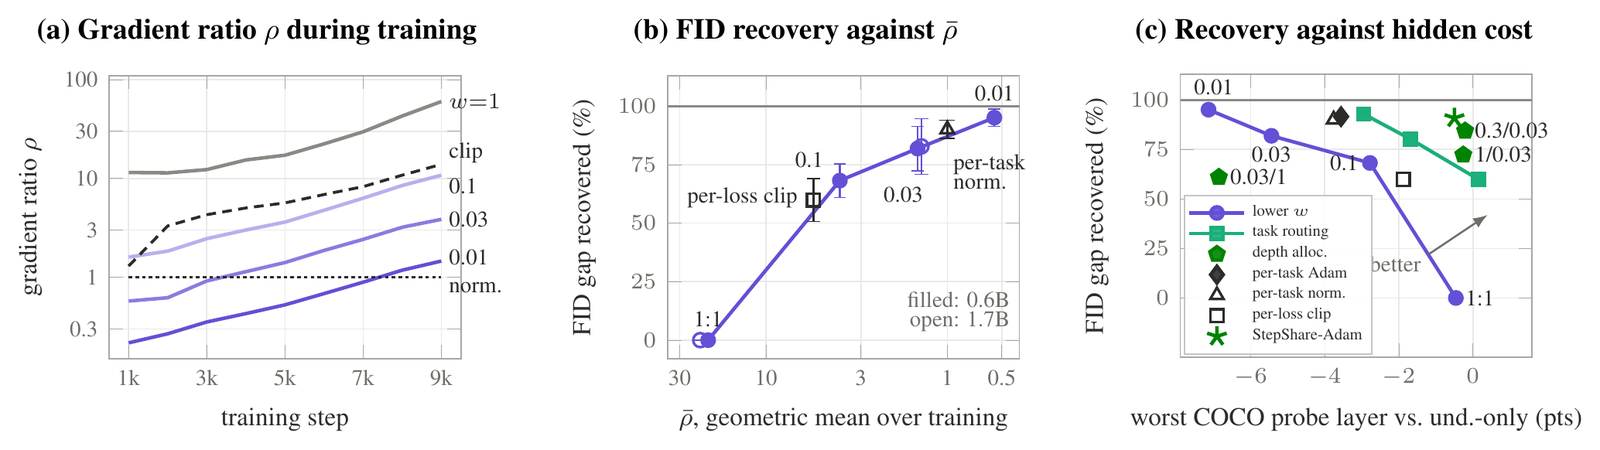 (a) Gradient ratio ρ during training
gradient ratio ρ
100
30
10
3
1
0.3
1k
3k
5k
7k
9k
training step
w=1
clip
0.1
0.03
0.01
norm.
(b) FID recovery against ρ̄
FID gap recovered (%)
100
75
50
25
0
30
10
3
1
0.5
ρ̄, geometric mean over training
0.01
0.1
per-task
norm.
per-loss clip
0.03
1:1
filled: 0.6B
open: 1.7B
(c) Recovery against hidden cost
FID gap recovered (%)
100
75
50
25
0
−6
−4
−2
0
worst COCO probe layer vs. und.-only (pts)
0.01
0.03
0.1
0.3/0.03
1/0.03
0.03/1
better
1:1
lower w
task routing
depth alloc.
per-task Adam
per-task norm.
per-loss clip
StepShare-Adam